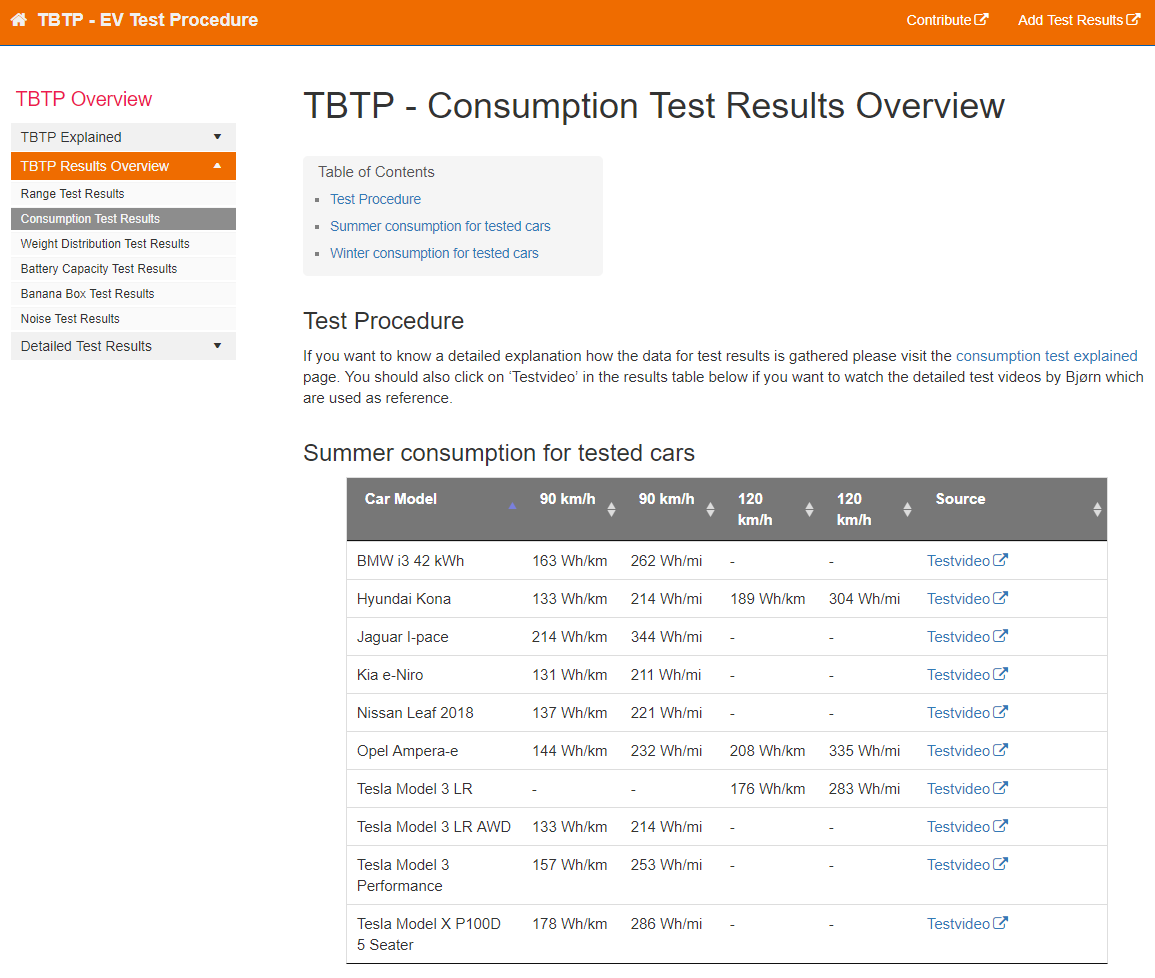 TBTP - EV Test Procedure
Contribute
Add Test Results
TBTP Overview
TBTP Explained
TBTP Results Overview
Range Test Results
Consumption Test Results
Weight Distribution Test Results
Battery Capacity Test Results
Banana Box Test Results
Noise Test Results
Detailed Test Results
TBTP - Consumption Test Results Overview
Table of Contents
Test Procedure
Summer consumption for tested cars
Winter consumption for tested cars
Test Procedure
If you want to know a detailed explanation how the data for test results is gathered please visit the consumption test explained
page. You should also click on ‘Testvideo’ in the results table below if you want to watch the detailed test videos by Bjørn which
are used as reference.
Summer consumption for tested cars
Car Model 90 km/h 90 km/h 120 km/h 120 km/h Source
BMW i3 42 kWh 163 Wh/km 262 Wh/mi - - Testvideo
Hyundai Kona 133 Wh/km 214 Wh/mi 189 Wh/km 304 Wh/mi Testvideo
Jaguar I-pace 214 Wh/km 344 Wh/mi - - Testvideo
Kia e-Niro 131 Wh/km 211 Wh/mi - - Testvideo
Nissan Leaf 2018 137 Wh/km 221 Wh/mi - - Testvideo
Opel Ampera-e 144 Wh/km 232 Wh/mi 208 Wh/km 335 Wh/mi Testvideo
Tesla Model 3 LR - - 176 Wh/km 283 Wh/mi Testvideo
Tesla Model 3 LR AWD 133 Wh/km 214 Wh/mi - - Testvideo
Tesla Model 3 157 Wh/km 253 Wh/mi - - Testvideo
Performance
Tesla Model X P100D 178 Wh/km 286 Wh/mi - - Testvideo
5 Seater